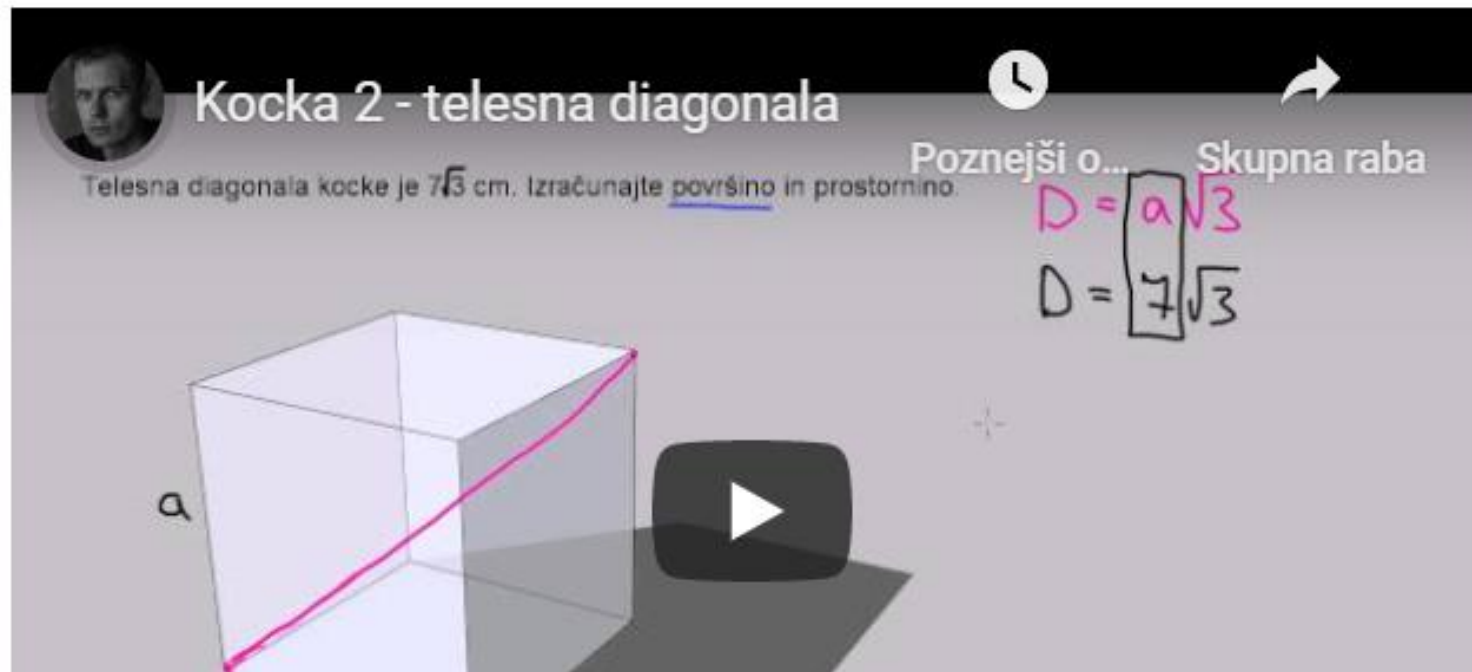 Kocka 2 - telesna diagonala
Poznejši o... Skupna raba
Telesna diagonala kocke je 7√3 cm. Izračunajte površino in prostornino.
D = a√3
D = 7√3
a